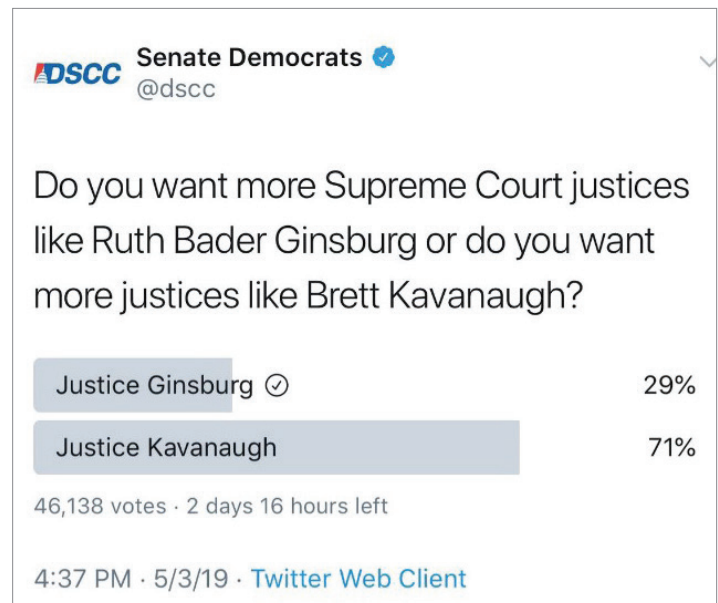 DSCC
Senate Democrats
@dscc
Do you want more Supreme Court justices
like Ruth Bader Ginsburg or do you want
more justices like Brett Kavanaugh?
Justice Ginsburg 29%
Justice Kavanaugh 71%
46,138 votes · 2 days 16 hours left
4:37 PM · 5/3/19 · Twitter Web Client